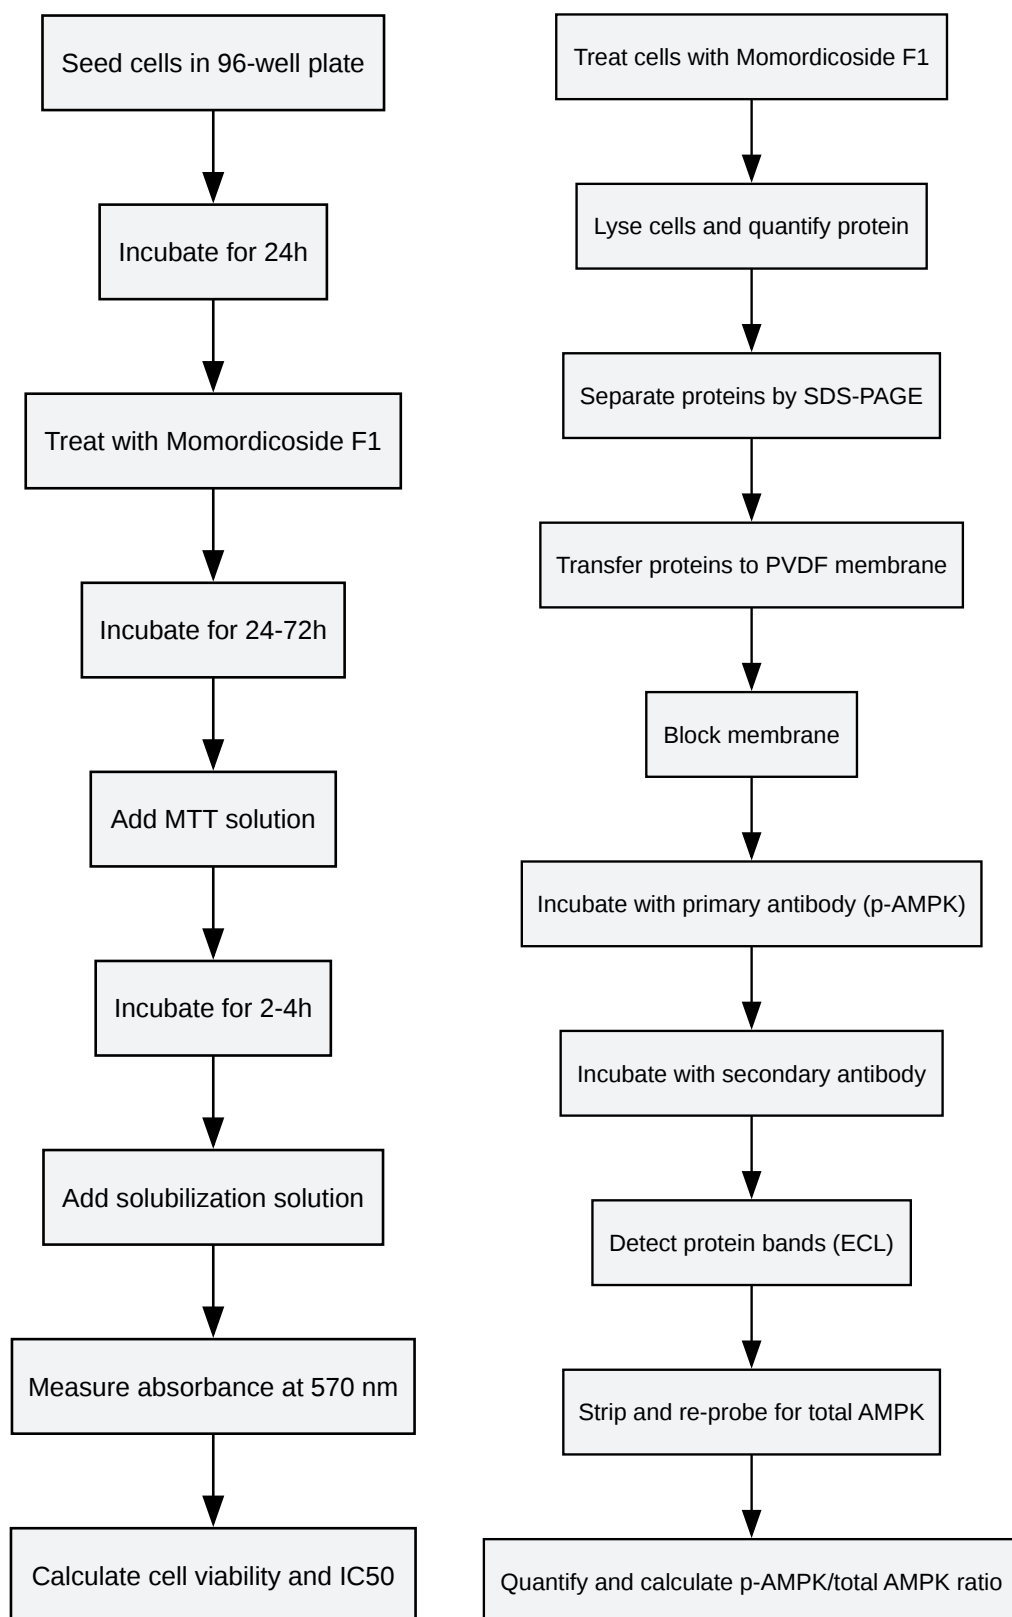 Seed cells in 96-well plate
Incubate for 24h
Treat with Momordicoside F1
Incubate for 24-72h
Add MTT solution
Incubate for 2-4h
Add solubilization solution
Measure absorbance at 570 nm
Calculate cell viability and IC50
Treat cells with Momordicoside F1
Lyse cells and quantify protein
Separate proteins by SDS-PAGE
Transfer proteins to PVDF membrane
Block membrane
Incubate with primary antibody (p-AMPK)
Incubate with secondary antibody
Detect protein bands (ECL)
Strip and re-probe for total AMPK
Quantify and calculate p-AMPK/total AMPK ratio